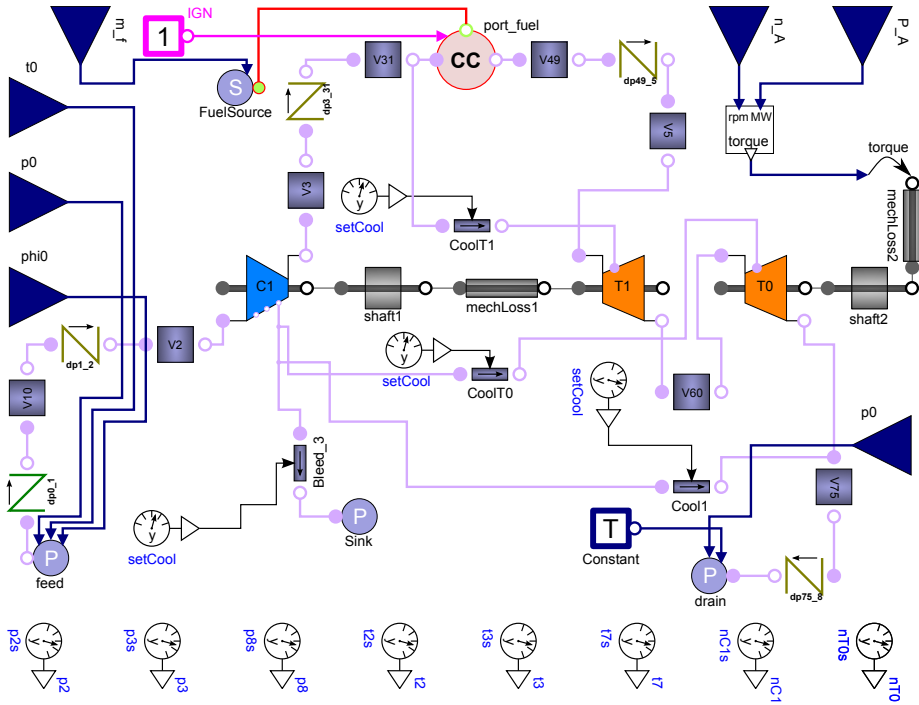 IGN
m_f
port_fuel
n_A
P_A
1
V31
CC
V49
t0
S
dp3_31
dp49_5
FuelSource
rpm MW
V5
torque
torque
p0
V3
y
setCool
CoolT1
mechLoss2
phi0
C1
T1
T0
shaft1
mechLoss1
shaft2
dp1_2
V2
y
setCool
CoolT0
setCool
y
V60
V10
p0
dp0_1
Bleed_3
Cool1
V75
y
setCool
P
Sink
T
Constant
P
feed
P
drain
dp75_8
p2s
y
p2
p3s
y
p3
p8s
y
p8
t2s
y
t2
t3s
y
t3
t7s
y
t7
nC1s
y
nC1
nT0s
y
nT0